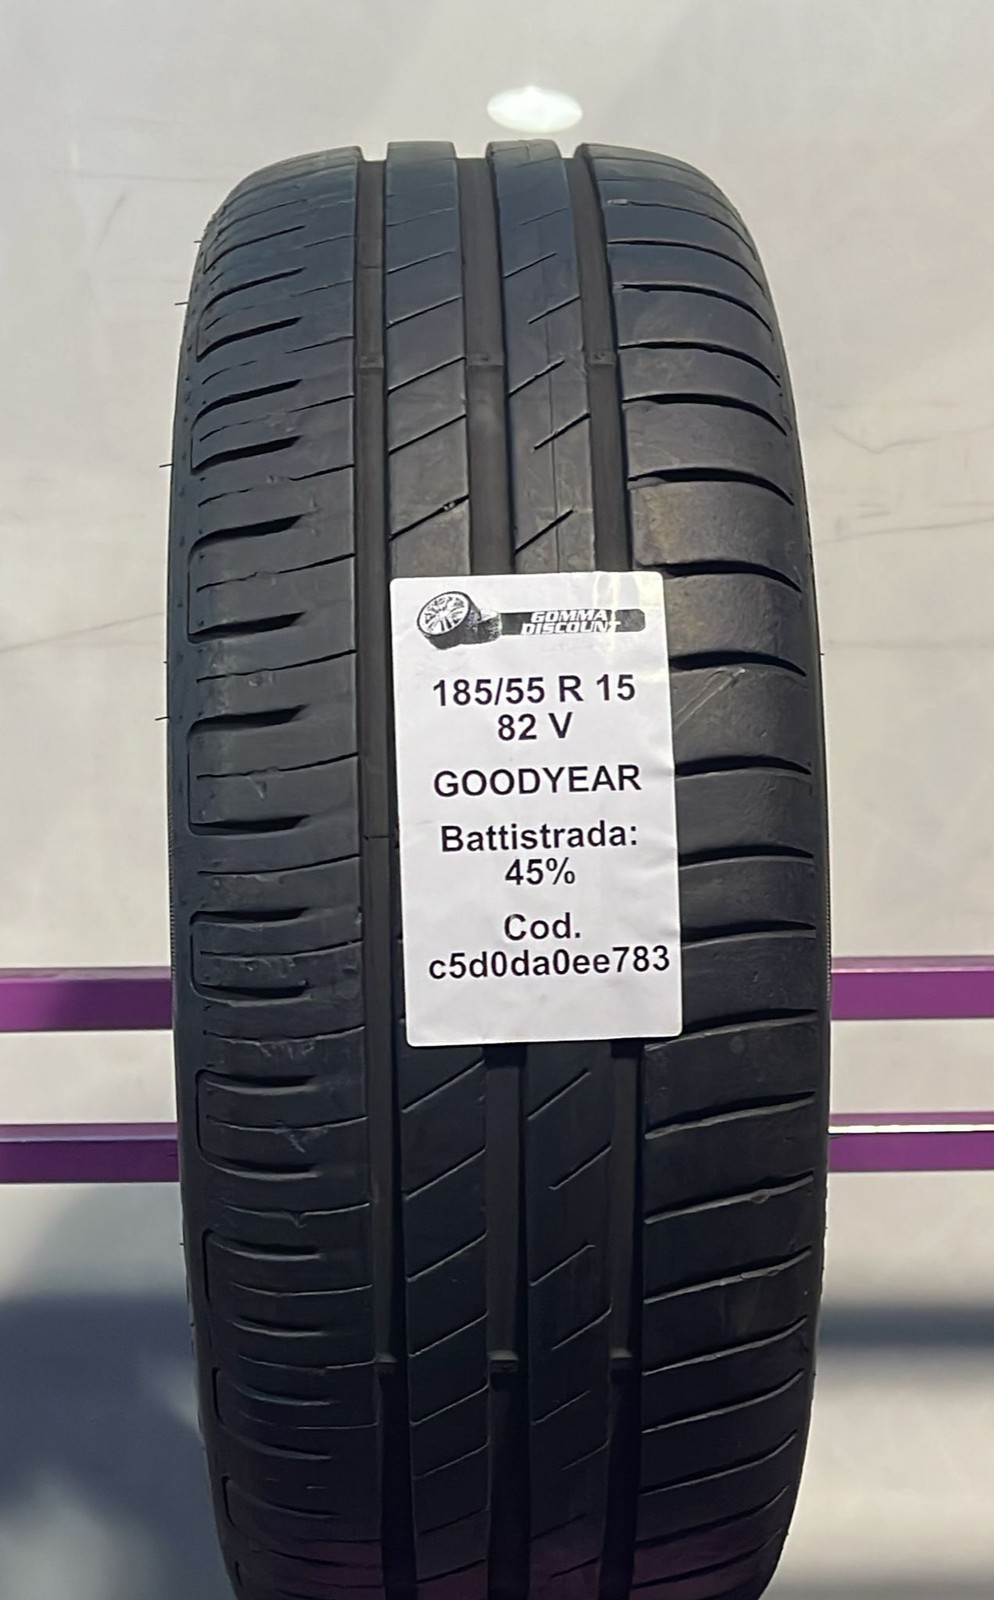 GOMMA
DISCOUNT
185/55 R 15
82 V
GOODYEAR
Battistrada:
45%
Cod.
c5d0da0ee783